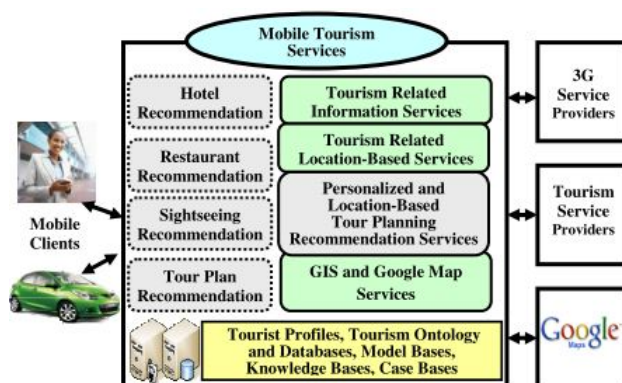 Mobile Tourism
Services
Hotel
Recommendation
Restaurant
Recommendation
Sightseeing
Recommendation
Tour Plan
Recommendation
Tourism Related
Information Services
Tourism Related
Location-Based Services
Personalized and
Location-Based
Tour Planning
Recommendation Services
GIS and Google Map
Services
Tourist Profiles, Tourism Ontology
and Databases, Model Bases,
Knowledge Bases, Case Bases
Mobile
Clients
3G
Service
Providers
Tourism
Service
Providers
Google
Maps